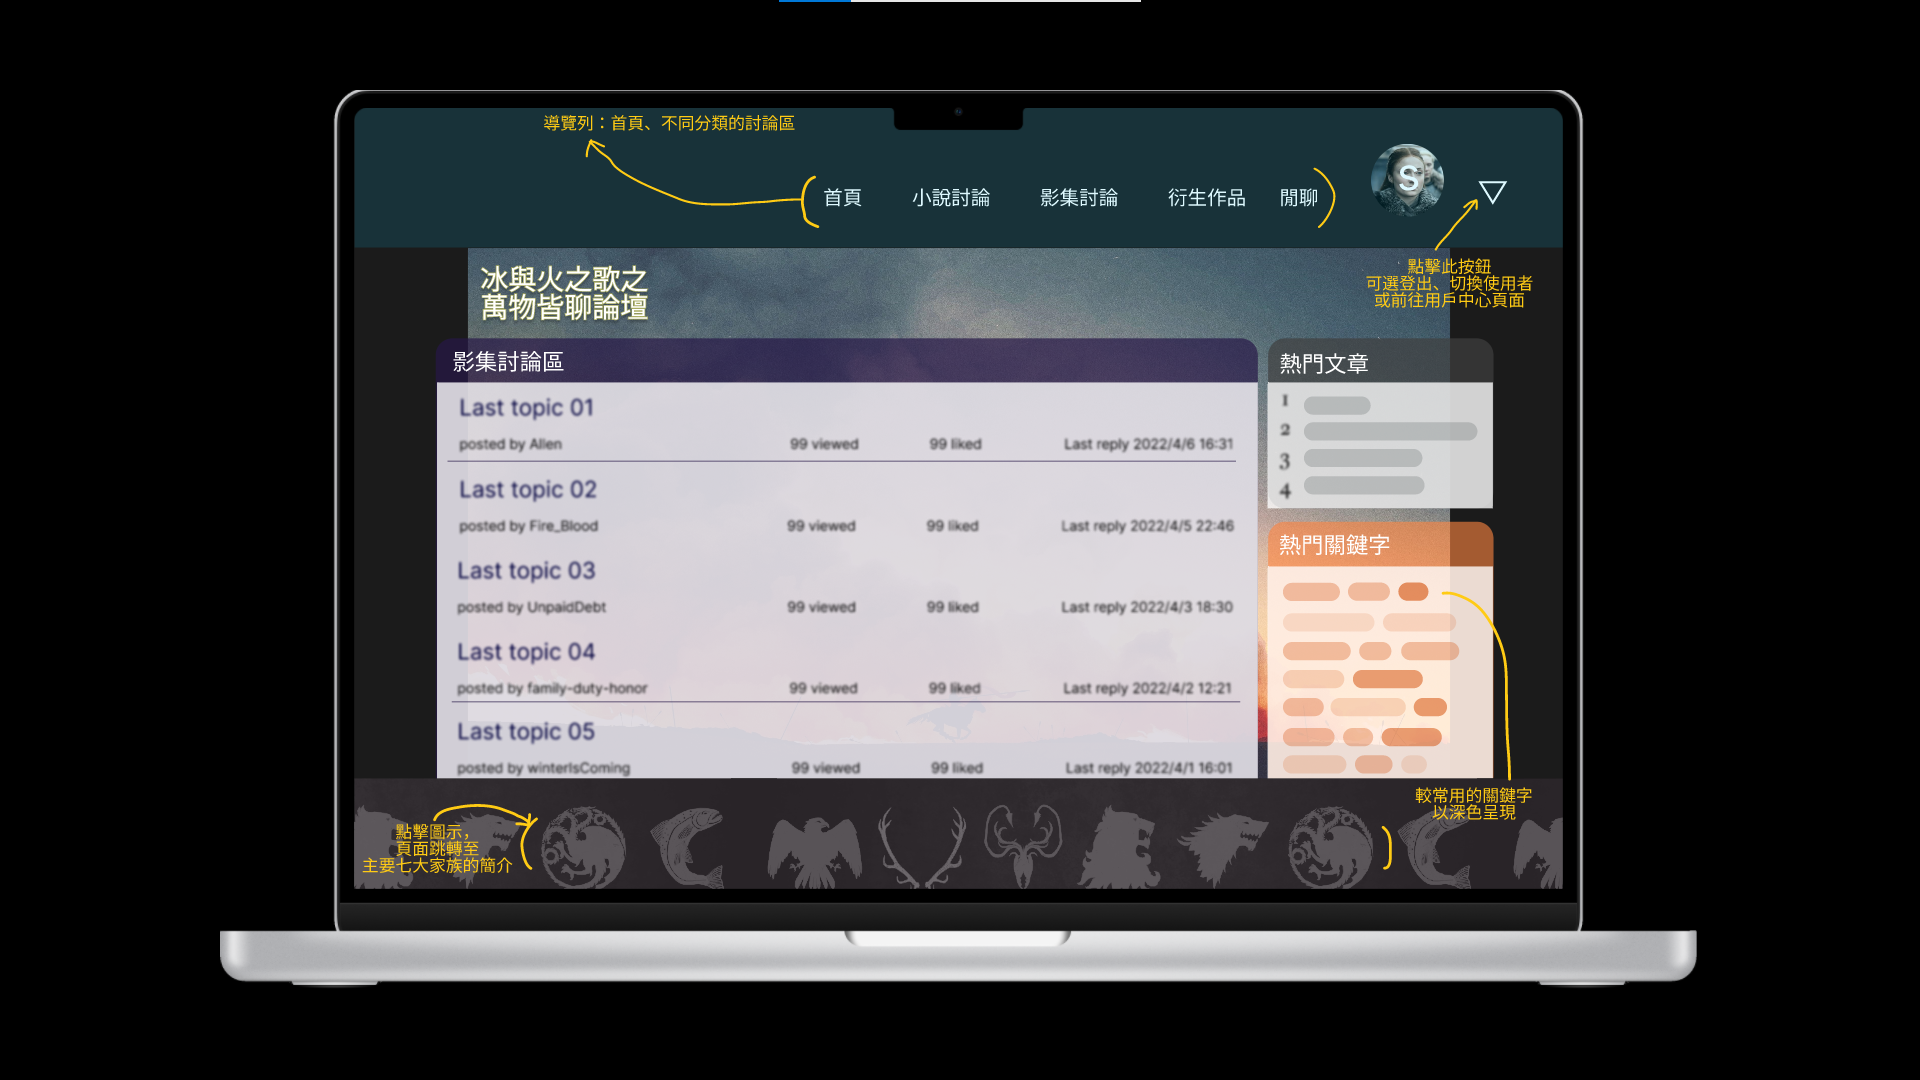 導覽列：首頁、不同分類的討論區
首頁 小說討論 影集討論 衍生作品 閒聊
S
點擊此按鈕
可選登出、切換使用者
或前往用戶中心頁面
冰與火之歌之
萬物皆聊論壇
影集討論區
Last topic 01
posted by Allen 99 viewed 99 liked Last reply 2022/4/6 16:31
Last topic 02
posted by Fire_Blood 99 viewed 99 liked Last reply 2022/4/5 22:46
Last topic 03
posted by UnpaidDebt 99 viewed 99 liked Last reply 2022/4/3 18:30
Last topic 04
posted by family-duty-honor 99 viewed 99 liked Last reply 2022/4/2 12:21
Last topic 05
posted by winterIsComing 99 viewed 99 liked Last reply 2022/4/1 16:01
熱門文章
1
2
3
4
熱門關鍵字
較常用的關鍵字
以深色呈現
點擊圖示，
頁面跳轉至
主要七大家族的簡介